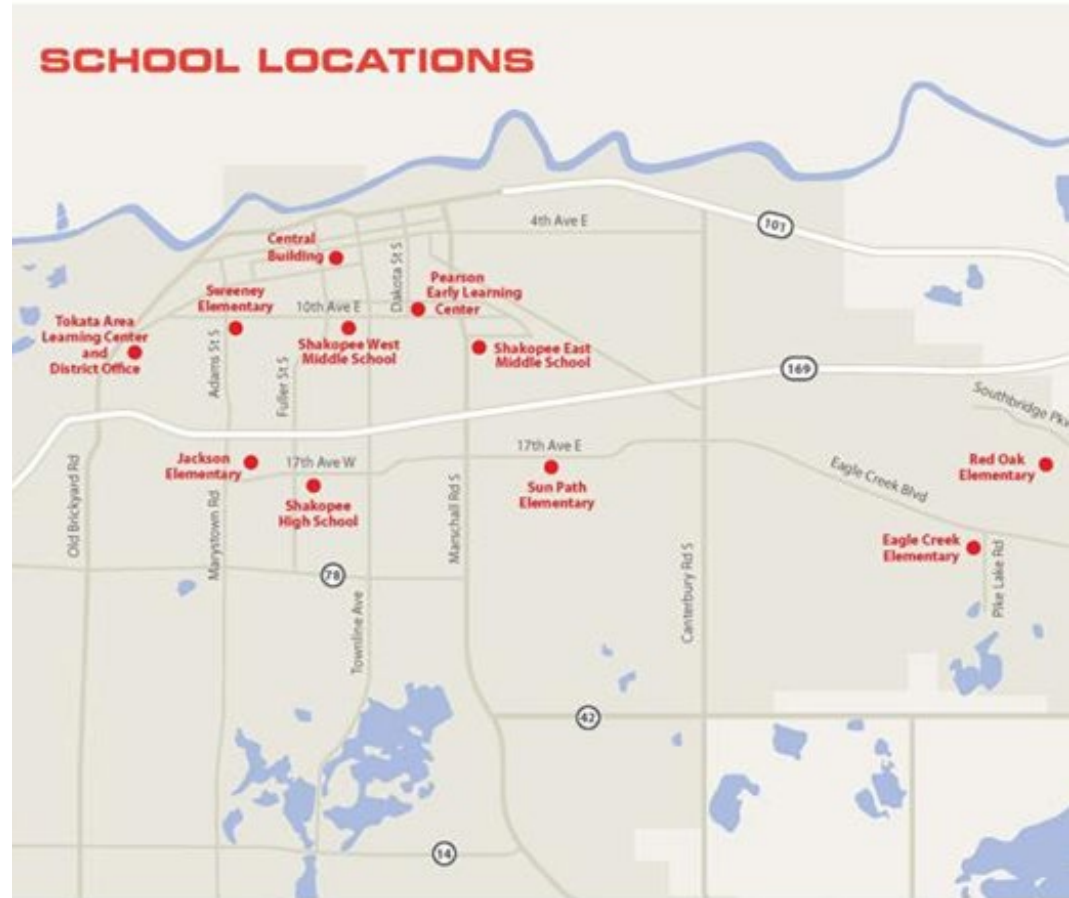 SCHOOL LOCATIONS
4th Ave E
101
Central
Building
Dakota St S
Pearson
Early Learning
Center
Sweeney
Elementary
10th Ave E
Tokata Area
Learning Center
and
District Office
Adams St S
Fuller St S
Shakopee West
Middle School
Shakopee East
Middle School
169
Southbridge Pkw
Jackson
Elementary
17th Ave W
17th Ave E
Shakopee
High School
Sun Path
Elementary
Eagle Creek Blvd
Red Oak
Elementary
Old Brickyard Rd
Marystown Rd
Marschall Rd S
Eagle Creek
Elementary
78
Townline Ave
Canterbury Rd S
Pike Lake Rd
42
14